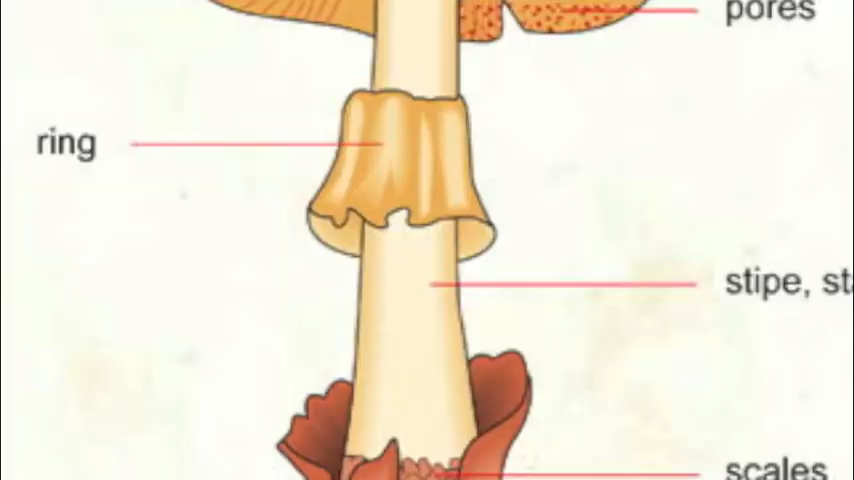 pores
ring
stipe,
scales